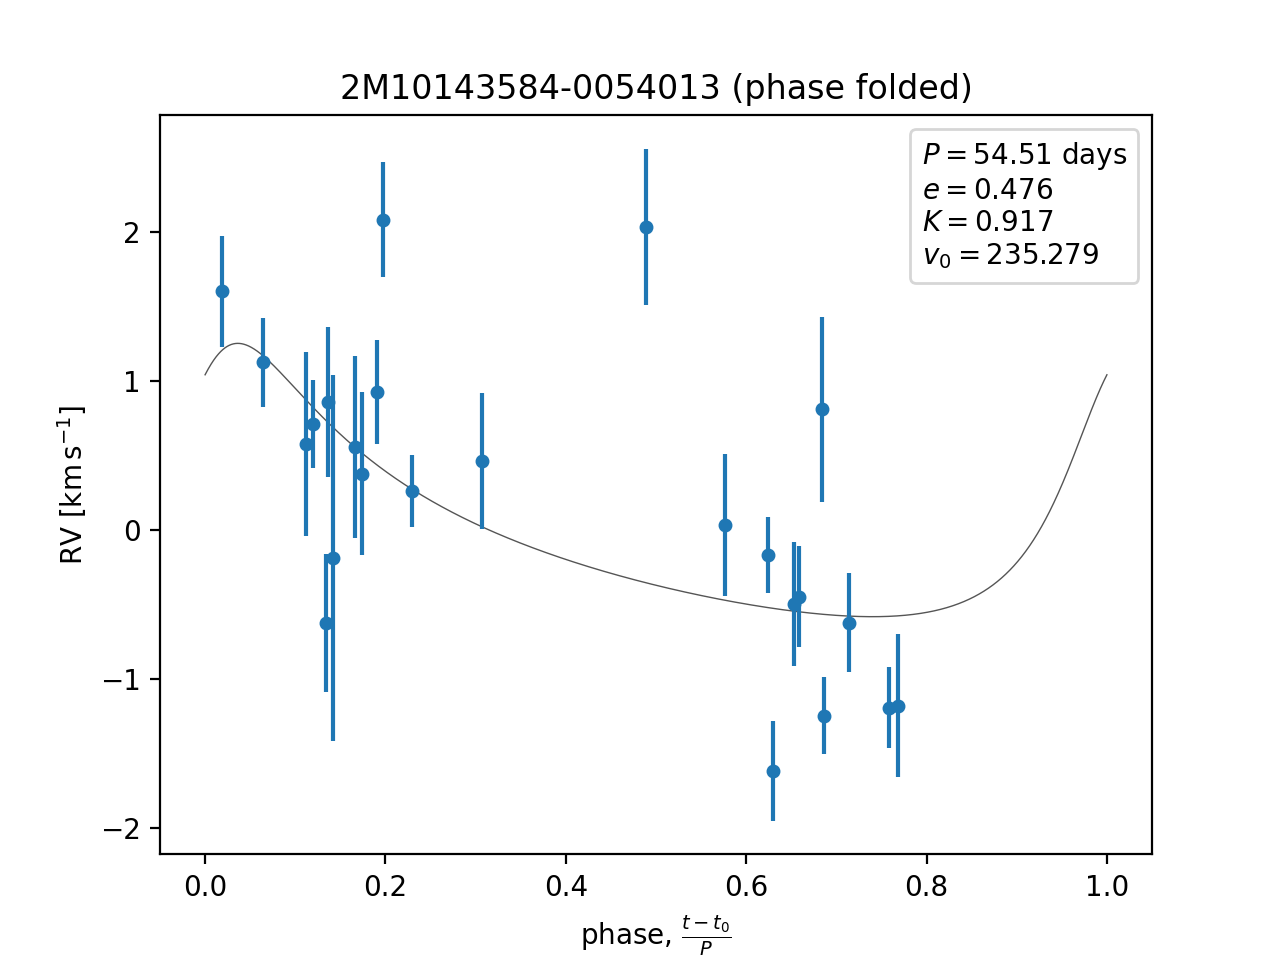 2M10143584-0054013 (phase folded)
P = 54.51 days
e = 0.476
K = 0.917
v₀ = 235.279
RV [km s⁻¹]
2
1
0
−1
−2
0.0 0.2 0.4 0.6 0.8 1.0
phase, (t − t₀)/P